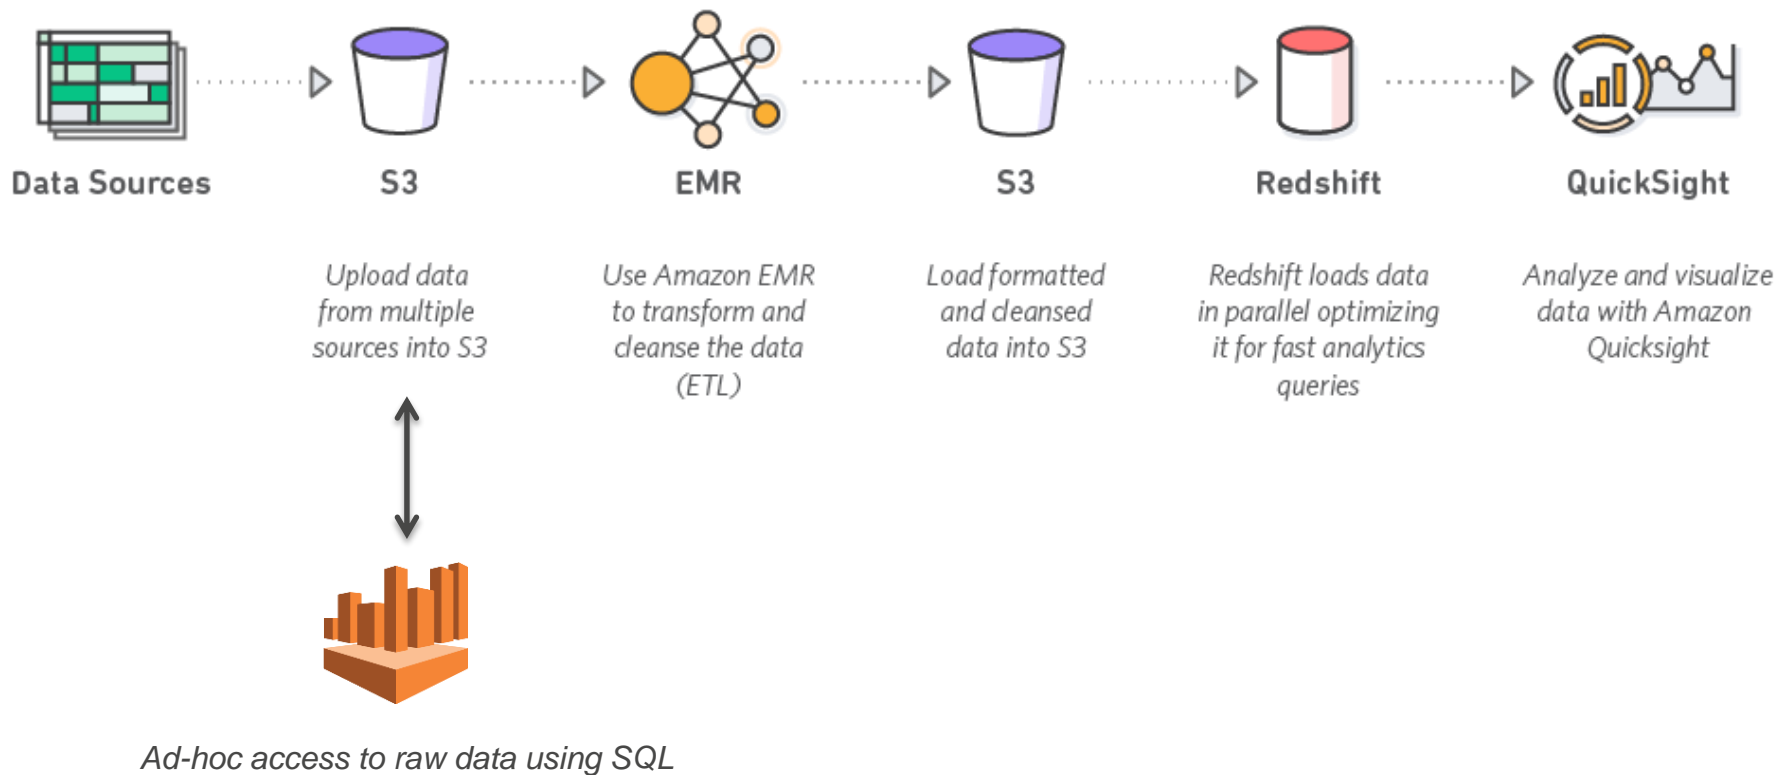 Data Sources
S3
EMR
S3
Redshift
QuickSight
Upload data
from multiple
sources into S3
Use Amazon EMR
to transform and
cleanse the data
(ETL)
Load formatted
and cleansed
data into S3
Redshift loads data
in parallel optimizing
it for fast analytics
queries
Analyze and visualize
data with Amazon
Quicksight
Ad-hoc access to raw data using SQL